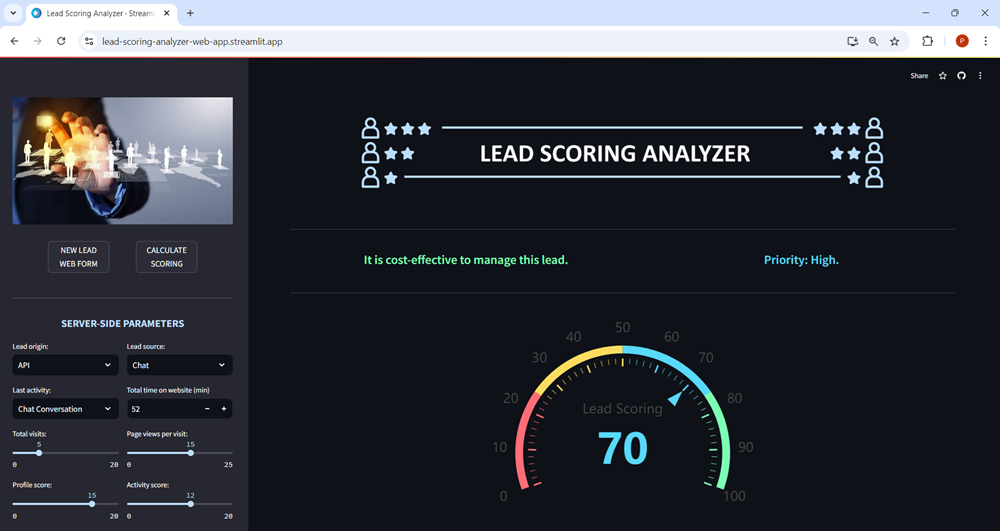 Lead Scoring Analyzer · Streamli
lead-scoring-analyzer-web-app.streamlit.app
P
Share
LEAD SCORING ANALYZER
NEW LEAD WEB FORM
CALCULATE SCORING
It is cost-effective to manage this lead.
Priority: High.
SERVER-SIDE PARAMETERS
Lead origin:
Lead source:
API
Chat
Last activity:
Total time on website (min)
Chat Conversation
52
− +
Total visits:
Page views per visit:
5
15
0 20
0 25
Profile score:
Activity score:
15
12
0 20
0 20
0
10
20
30
40
50
60
70
80
90
100
Lead Scoring
70